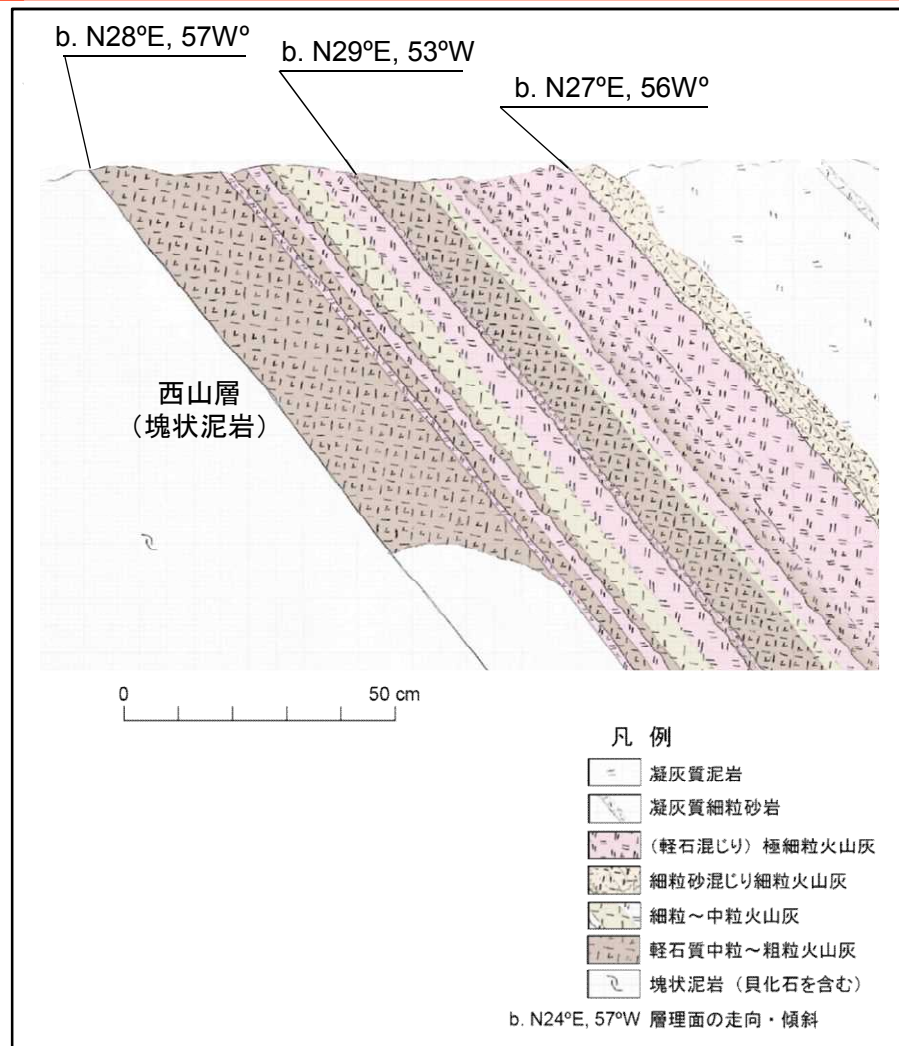 b. N28ºE, 57Wº
b. N29ºE, 53ºW
b. N27ºE, 56Wº
西山層
(塊状泥岩)
0 50 cm
凡 例
凝灰質泥岩
凝灰質細粒砂岩
(軽石混じり) 極細粒火山灰
細粒砂混じり細粒火山灰
細粒～中粒火山灰
軽石質中粒～粗粒火山灰
塊状泥岩 (貝化石を含む)
b. N24ºE, 57ºW 層理面の走向・傾斜